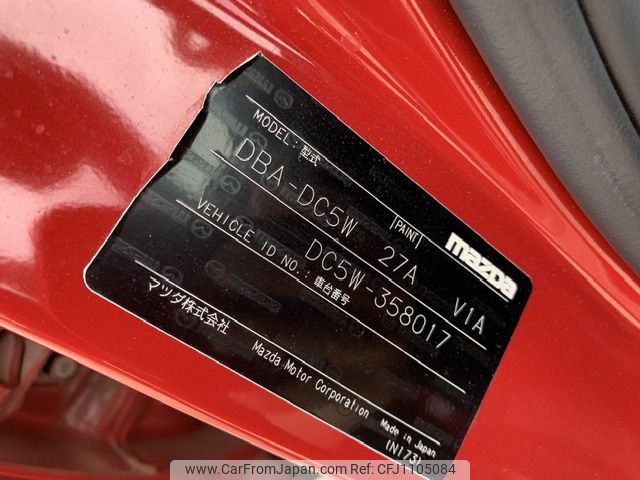 MODEL: 型式
DBA-DC5W
PAINT 27A V1A
mazda
VEHICLE ID NO.: 車台番号
DC5W-358017
マツダ株式会社
Mazda Motor Corporation
Made in Japan
(N173)
www.CarFromJapan.com CFJ1105084